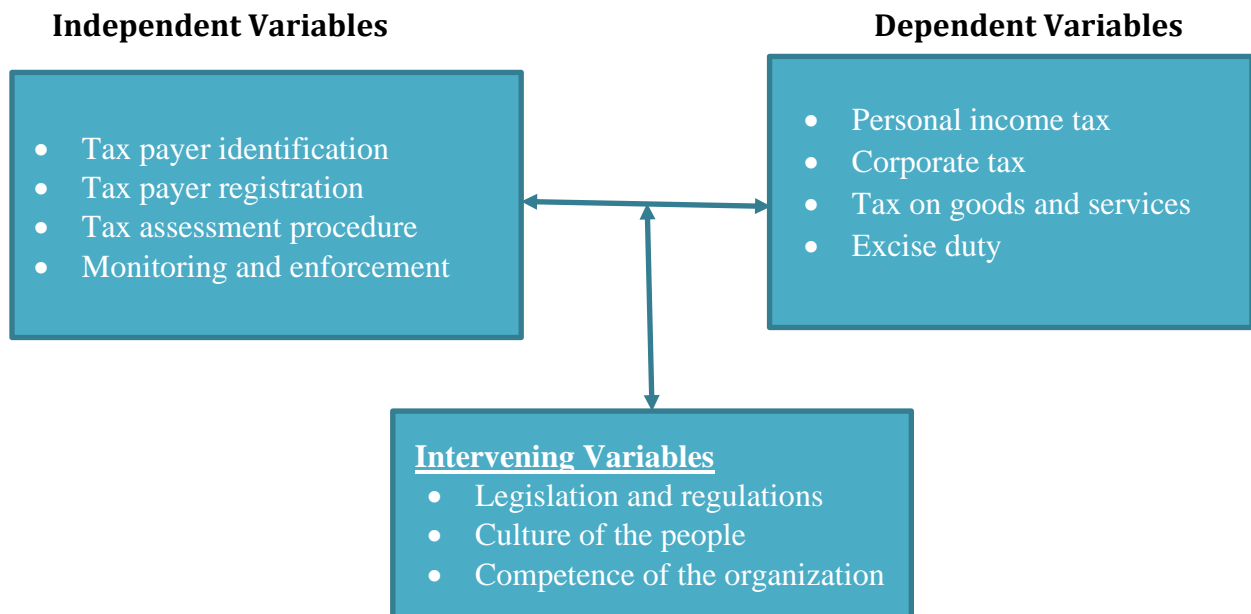 Independent Variables
Dependent Variables
• Tax payer identification
• Tax payer registration
• Tax assessment procedure
• Monitoring and enforcement
• Personal income tax
• Corporate tax
• Tax on goods and services
• Excise duty
Intervening Variables
• Legislation and regulations
• Culture of the people
• Competence of the organization